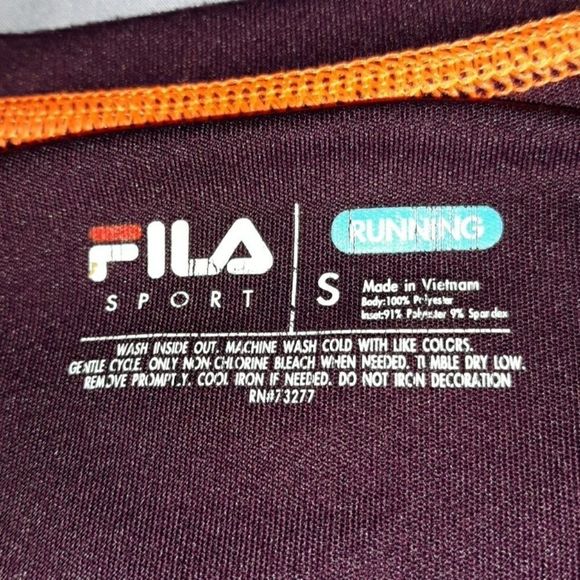 FILA
SPORT
S
RUNNING
Made in Vietnam
Body:100% Polyester
Inset:91% Polyester 9% Spandex
WASH INSIDE OUT. MACHINE WASH COLD WITH LIKE COLORS.
GENTLE CYCLE. ONLY NON CHLORINE BLEACH WHEN NEEDED. TUMBLE DRY LOW.
REMOVE PROMPTLY. COOL IRON IF NEEDED. DO NOT IRON DECORATION
RN#73277